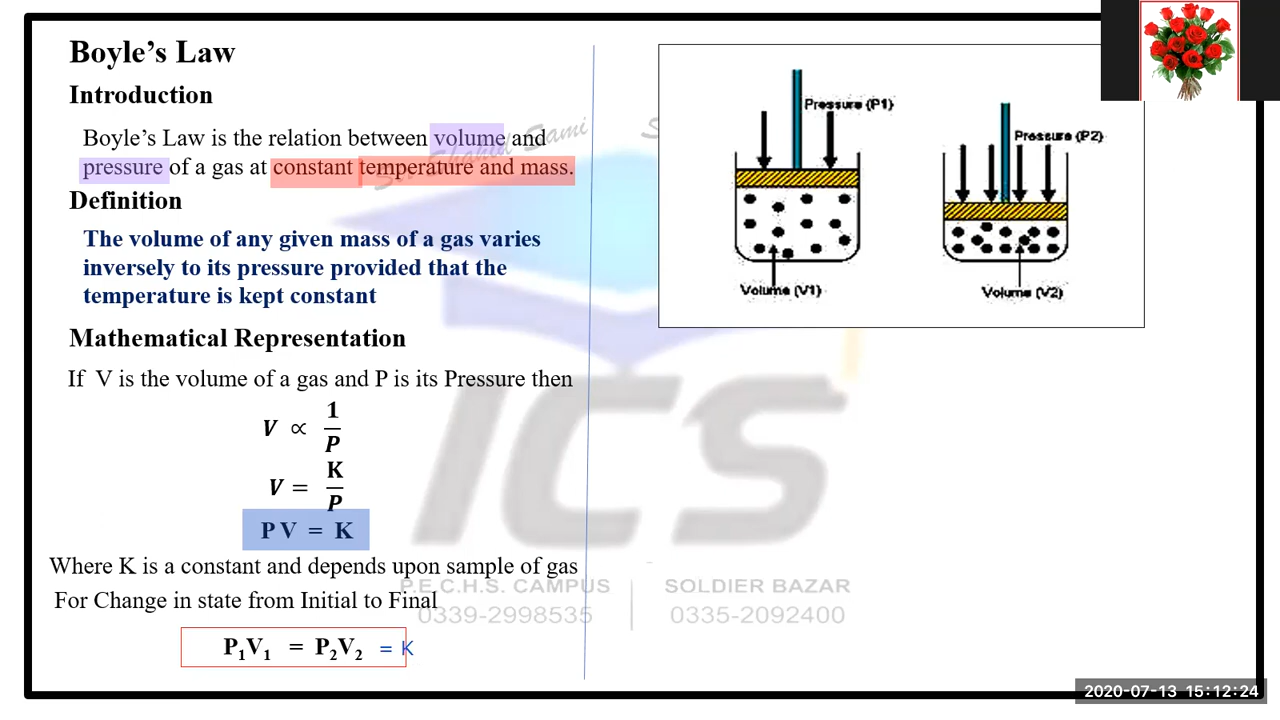 Boyle’s Law
Introduction
Boyle’s Law is the relation between volume and
pressure of a gas at constant temperature and mass.
Definition
The volume of any given mass of a gas varies
inversely to its pressure provided that the
temperature is kept constant
Mathematical Representation
If V is the volume of a gas and P is its Pressure then
V ∝ 1/P
V = K/P
P V = K
Where K is a constant and depends upon sample of gas
For Change in state from Initial to Final
P₁V₁ = P₂V₂ = K
Pressure (P1)
Volume (V1)
Pressure (P2)
Volume (V2)
Shahid Sami
ICS
P.E.C.H.S. CAMPUS
0339-2998535
SOLDIER BAZAR
0335-2092400
2020-07-13 15:12:24